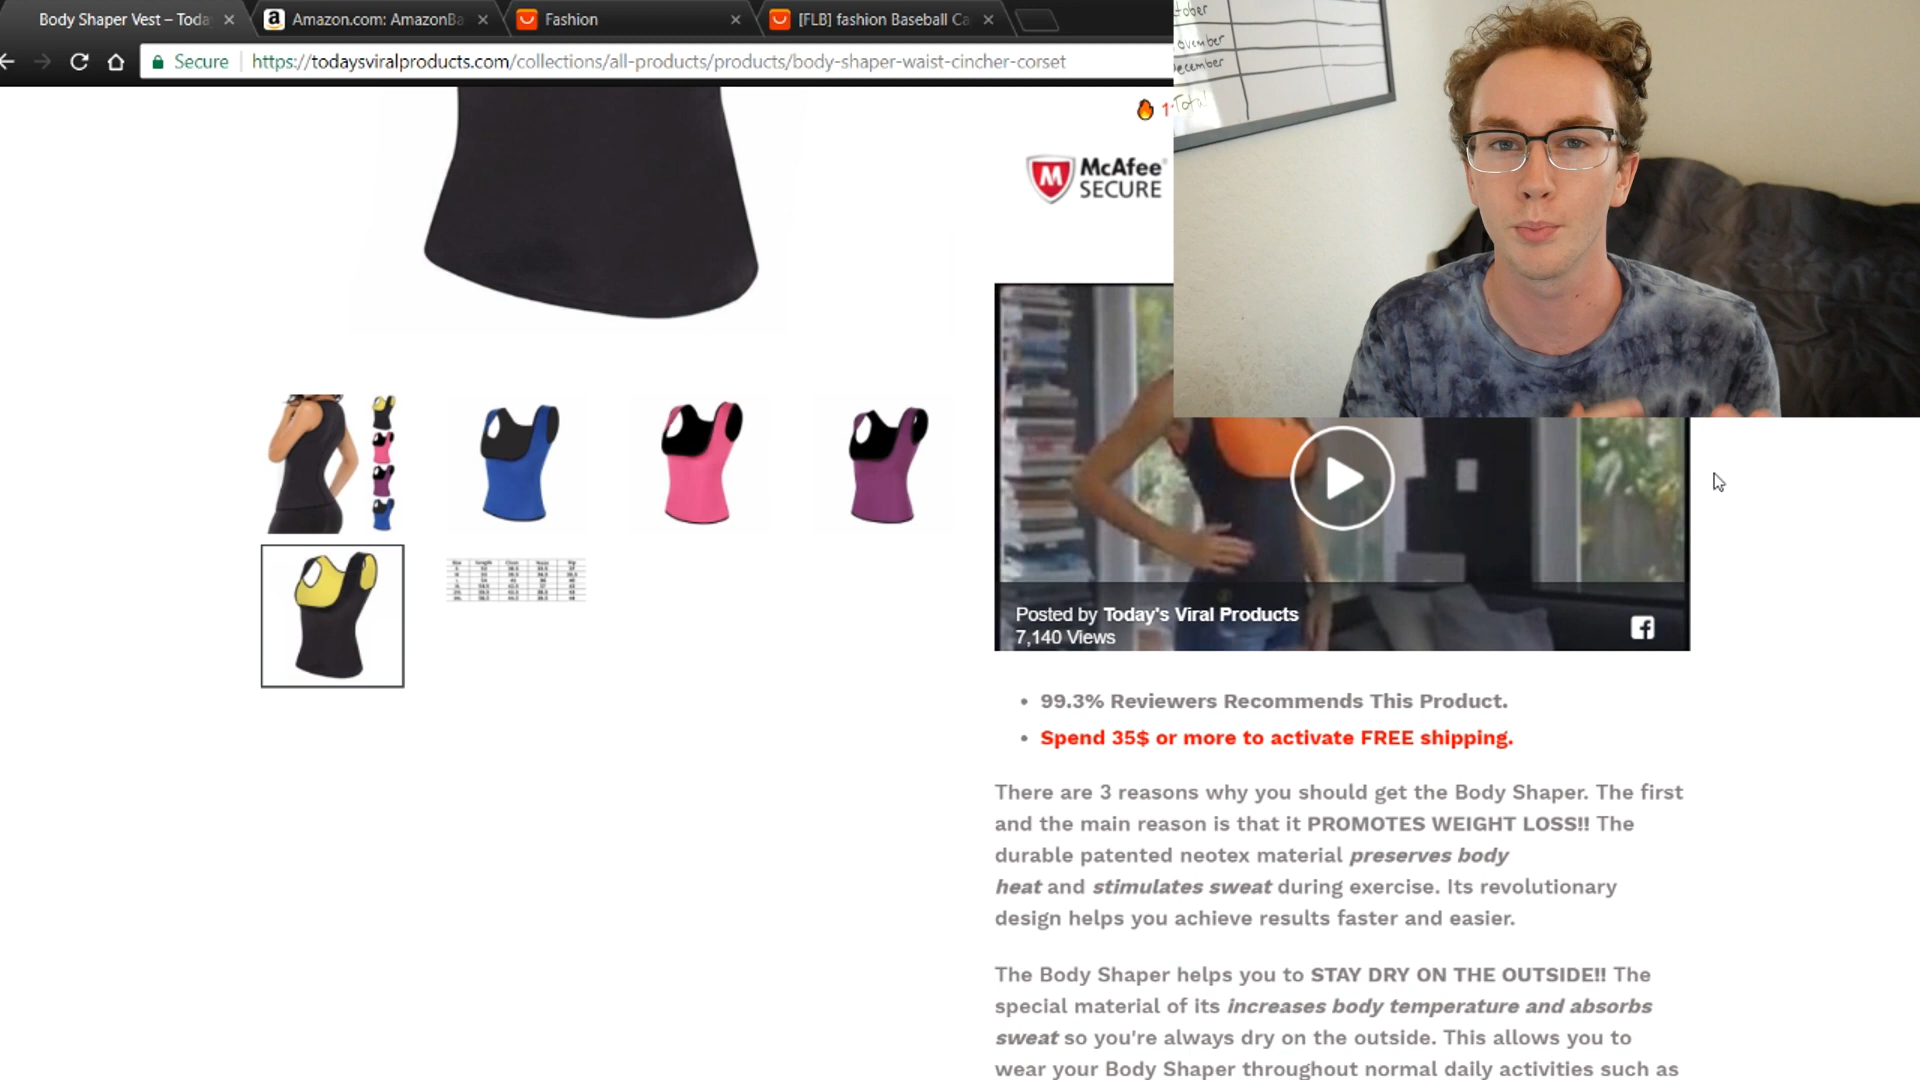 Body Shaper Vest – Toda
Amazon.com: AmazonBa
Fashion
[FLB] fashion Baseball Ca
Secure
https://todaysviralproducts.com/collections/all-products/products/body-shaper-waist-cincher-corset
tober
ovember
ecember
Total
1
McAfee
SECURE
Posted by Today's Viral Products
7,140 Views
• 99.3% Reviewers Recommends This Product.
• Spend 35$ or more to activate FREE shipping.
There are 3 reasons why you should get the Body Shaper. The first
and the main reason is that it PROMOTES WEIGHT LOSS!! The
durable patented neotex material preserves body
heat and stimulates sweat during exercise. Its revolutionary
design helps you achieve results faster and easier.
The Body Shaper helps you to STAY DRY ON THE OUTSIDE!! The
special material of its increases body temperature and absorbs
sweat so you're always dry on the outside. This allows you to
wear your Body Shaper throughout normal daily activities such as